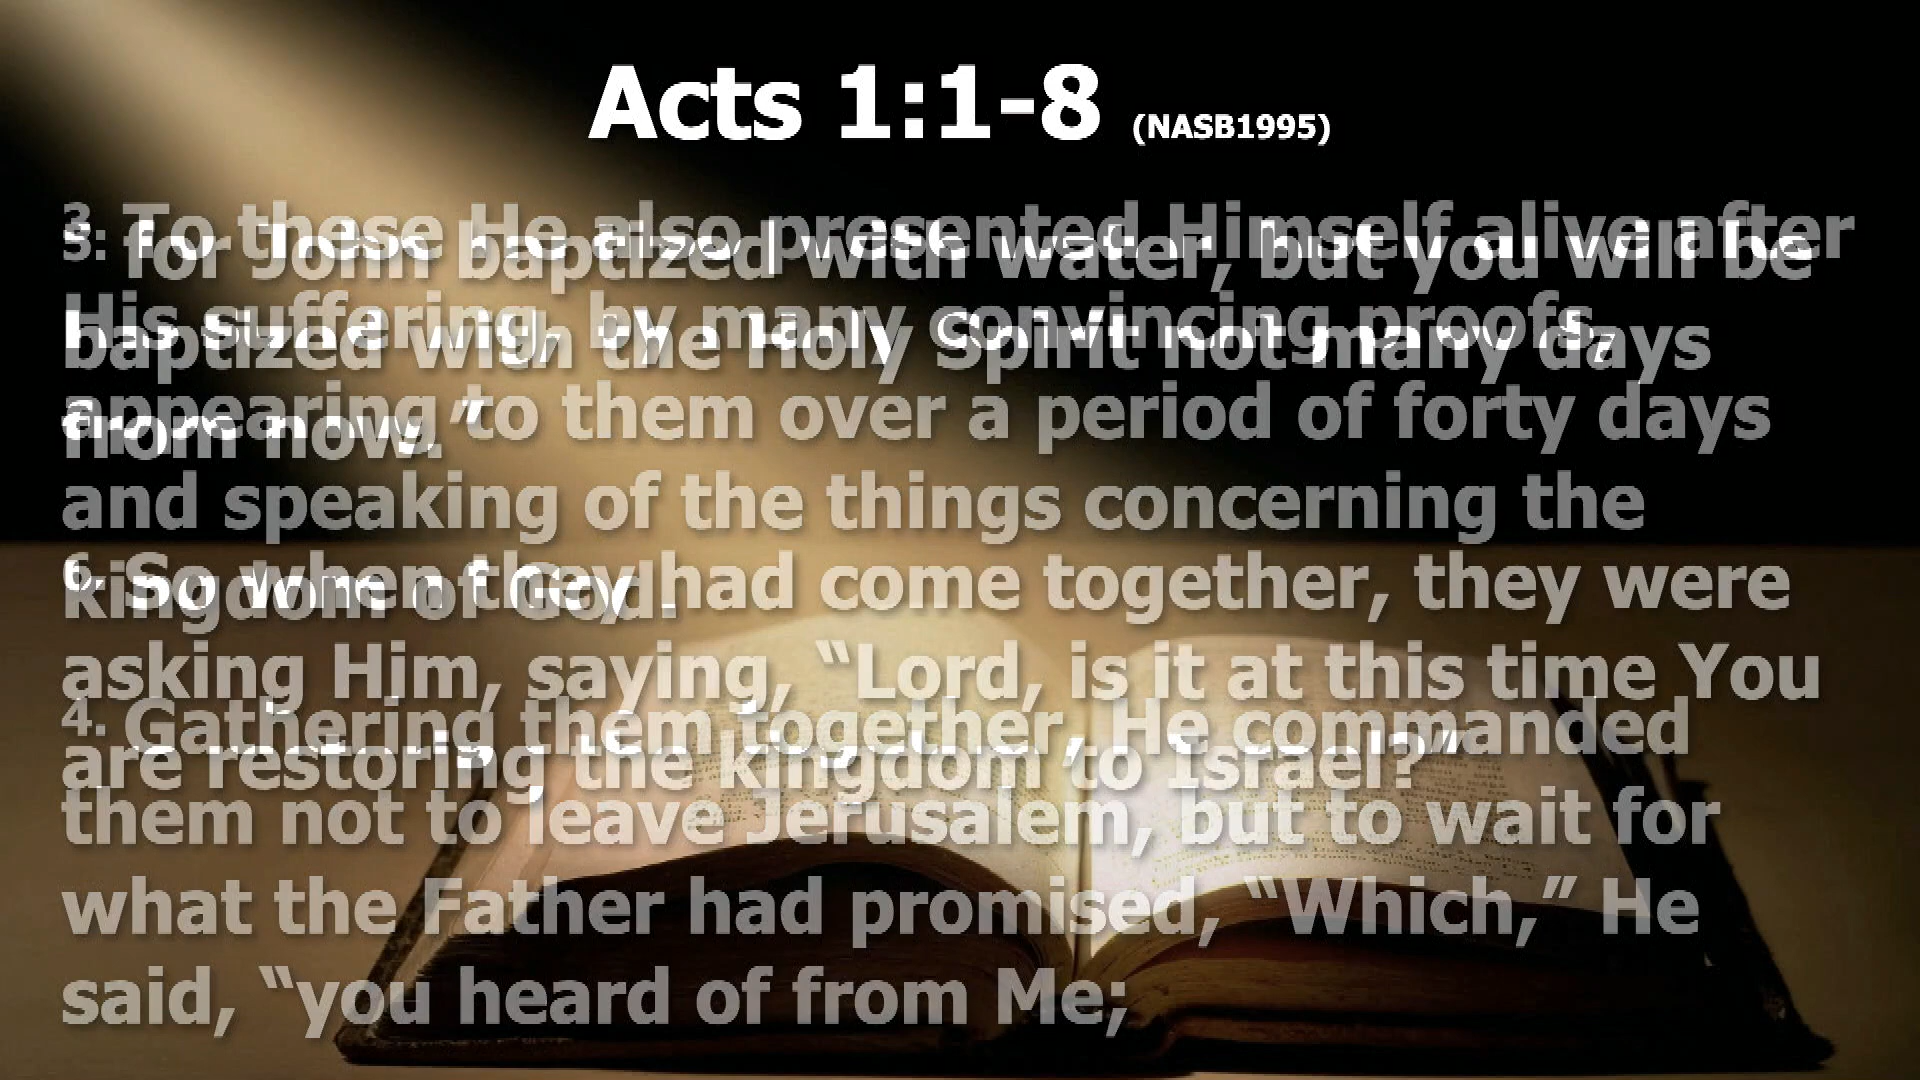 Acts 1:1-8 (NASB1995)
3. To these He also presented Himself alive after
His suffering, by many convincing proofs,
appearing to them over a period of forty days
and speaking of the things concerning the
kingdom of God.
4. Gathering them together, He commanded
them not to leave Jerusalem, but to wait for
what the Father had promised, “Which,” He
said, “you heard of from Me;
5. for John baptized with water, but you will be
baptized with the Holy Spirit not many days
from now.”
6. So when they had come together, they were
asking Him, saying, “Lord, is it at this time You
are restoring the kingdom to Israel?”